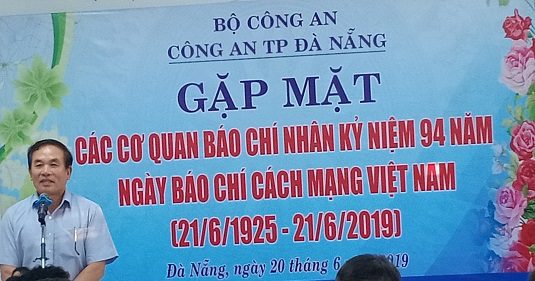 BỘ CÔNG AN
CÔNG AN TP ĐÀ NẴNG
GẶP MẶT
CÁC CƠ QUAN BÁO CHÍ NHÂN KỶ NIỆM 94 NĂM
NGÀY BÁO CHÍ CÁCH MẠNG VIỆT NAM
(21/6/1925 - 21/6/2019)
Đà Nẵng, ngày 20 tháng 6 2019